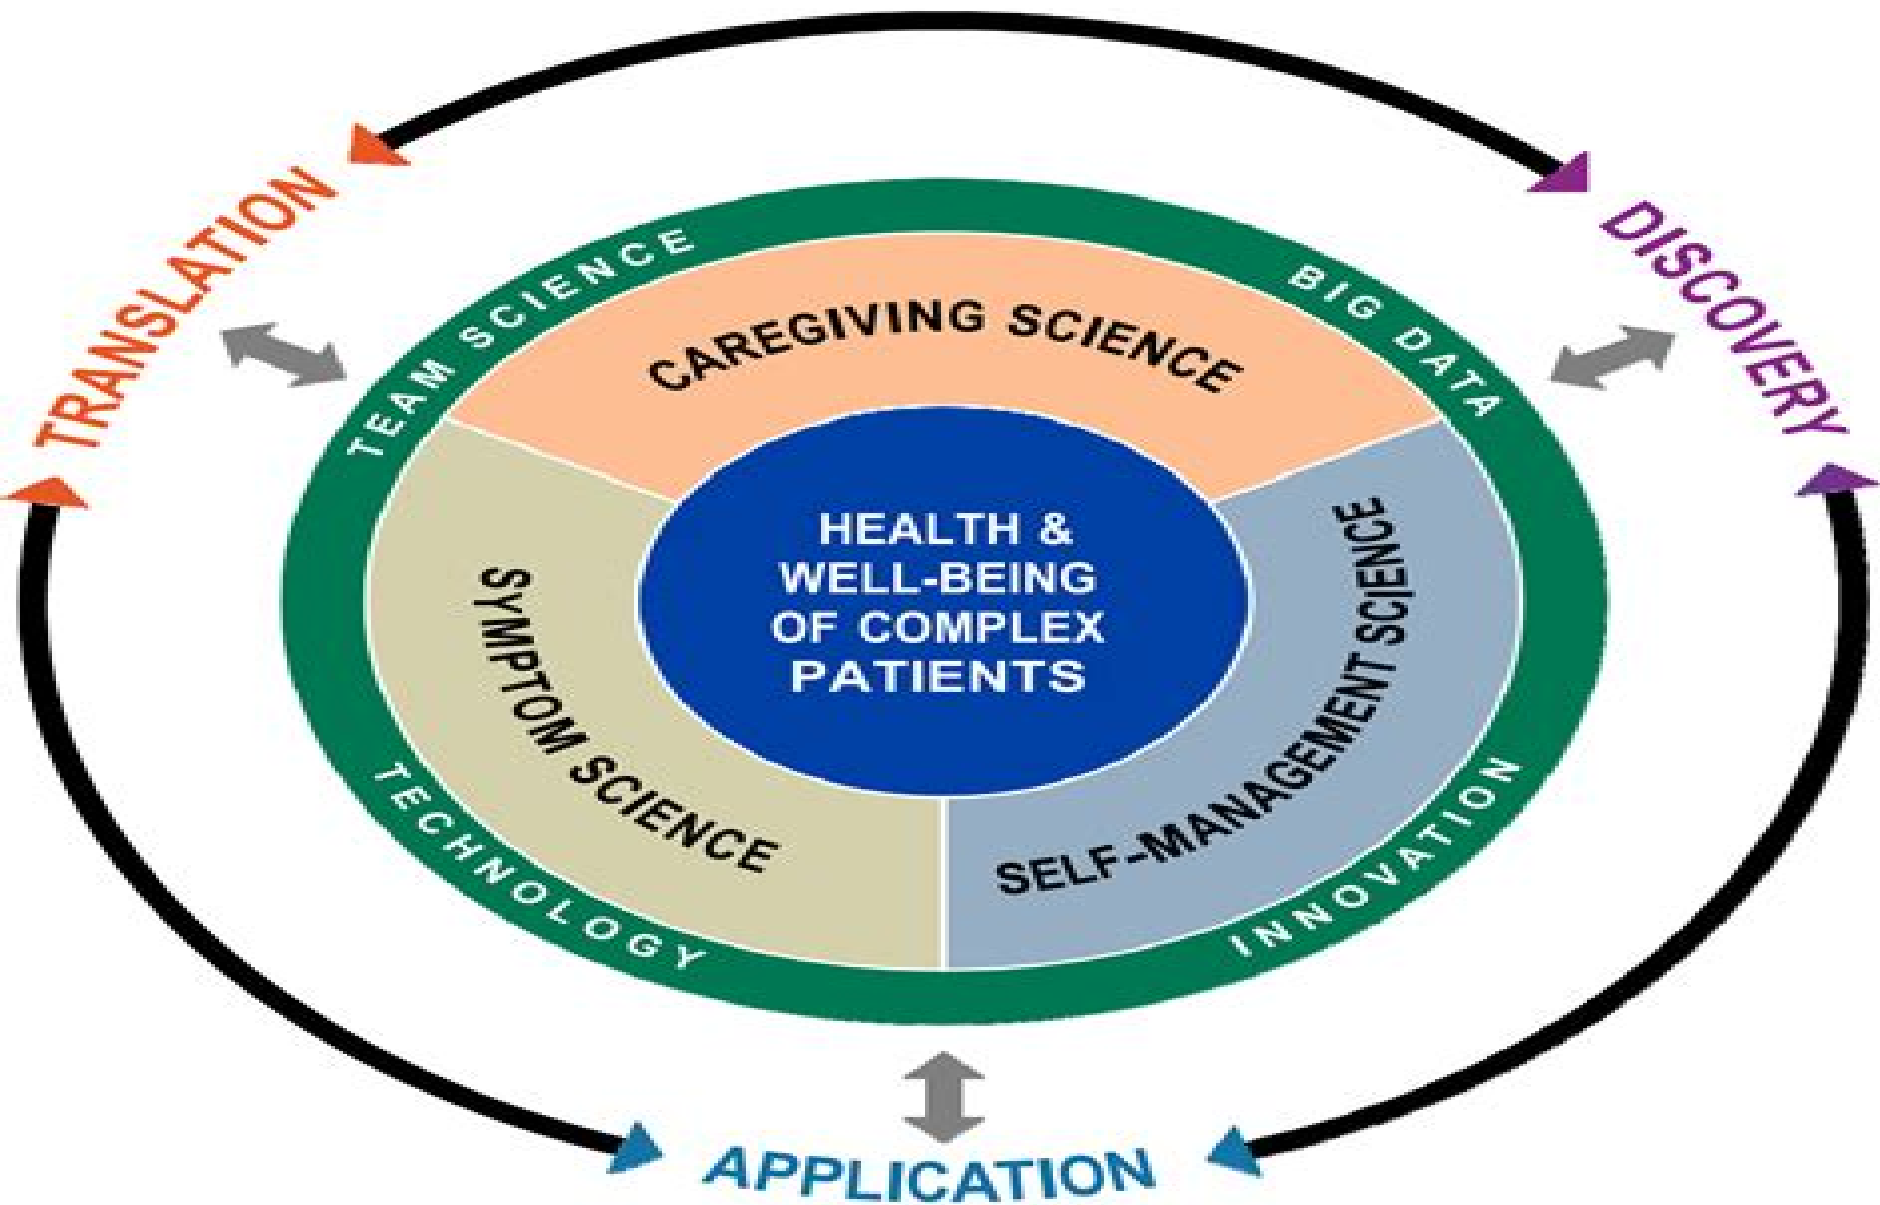 TRANSLATION
DISCOVERY
TEAM SCIENCE
BIG DATA
CAREGIVING SCIENCE
HEALTH &
WELL-BEING
OF COMPLEX
PATIENTS
SYMPTOM SCIENCE
SELF-MANAGEMENT SCIENCE
TECHNOLOGY
INNOVATION
APPLICATION